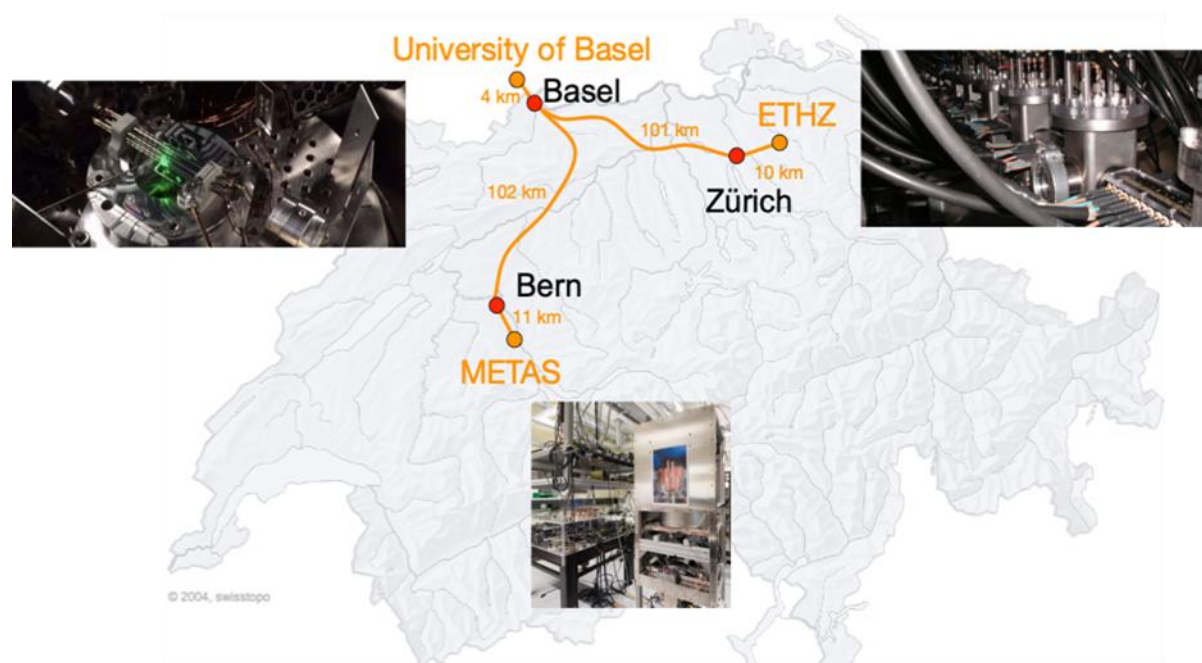 University of Basel
4 km
Basel
101 km
ETHZ
10 km
Zürich
102 km
Bern
11 km
METAS
© 2004, swisstopo